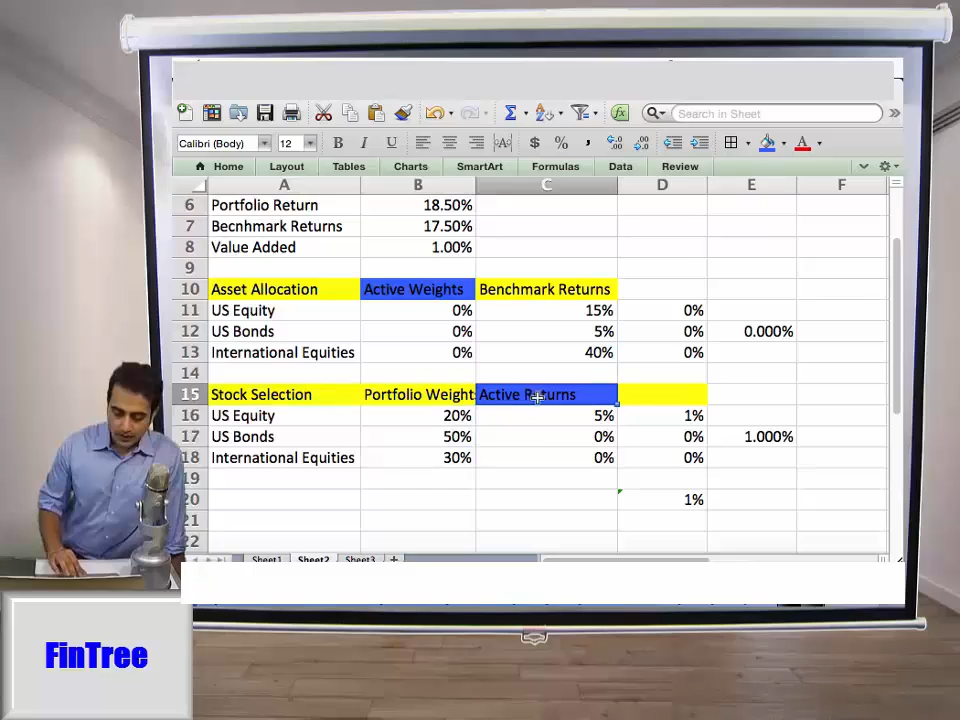 Search in Sheet
Calibri (Body) 12 B I U $ %
Home Layout Tables Charts SmartArt Formulas Data Review
A B C D E F
6 Portfolio Return 18.50%
7 Becnhmark Returns 17.50%
8 Value Added 1.00%
9
10 Asset Allocation Active Weights Benchmark Returns
11 US Equity 0% 15% 0%
12 US Bonds 0% 5% 0% 0.000%
13 International Equities 0% 40% 0%
14
15 Stock Selection Portfolio Weight Active Returns
16 US Equity 20% 5% 1%
17 US Bonds 50% 0% 0% 1.000%
18 International Equities 30% 0% 0%
19
20 1%
21
22
Sheet1 Sheet2 Sheet3
FinTree